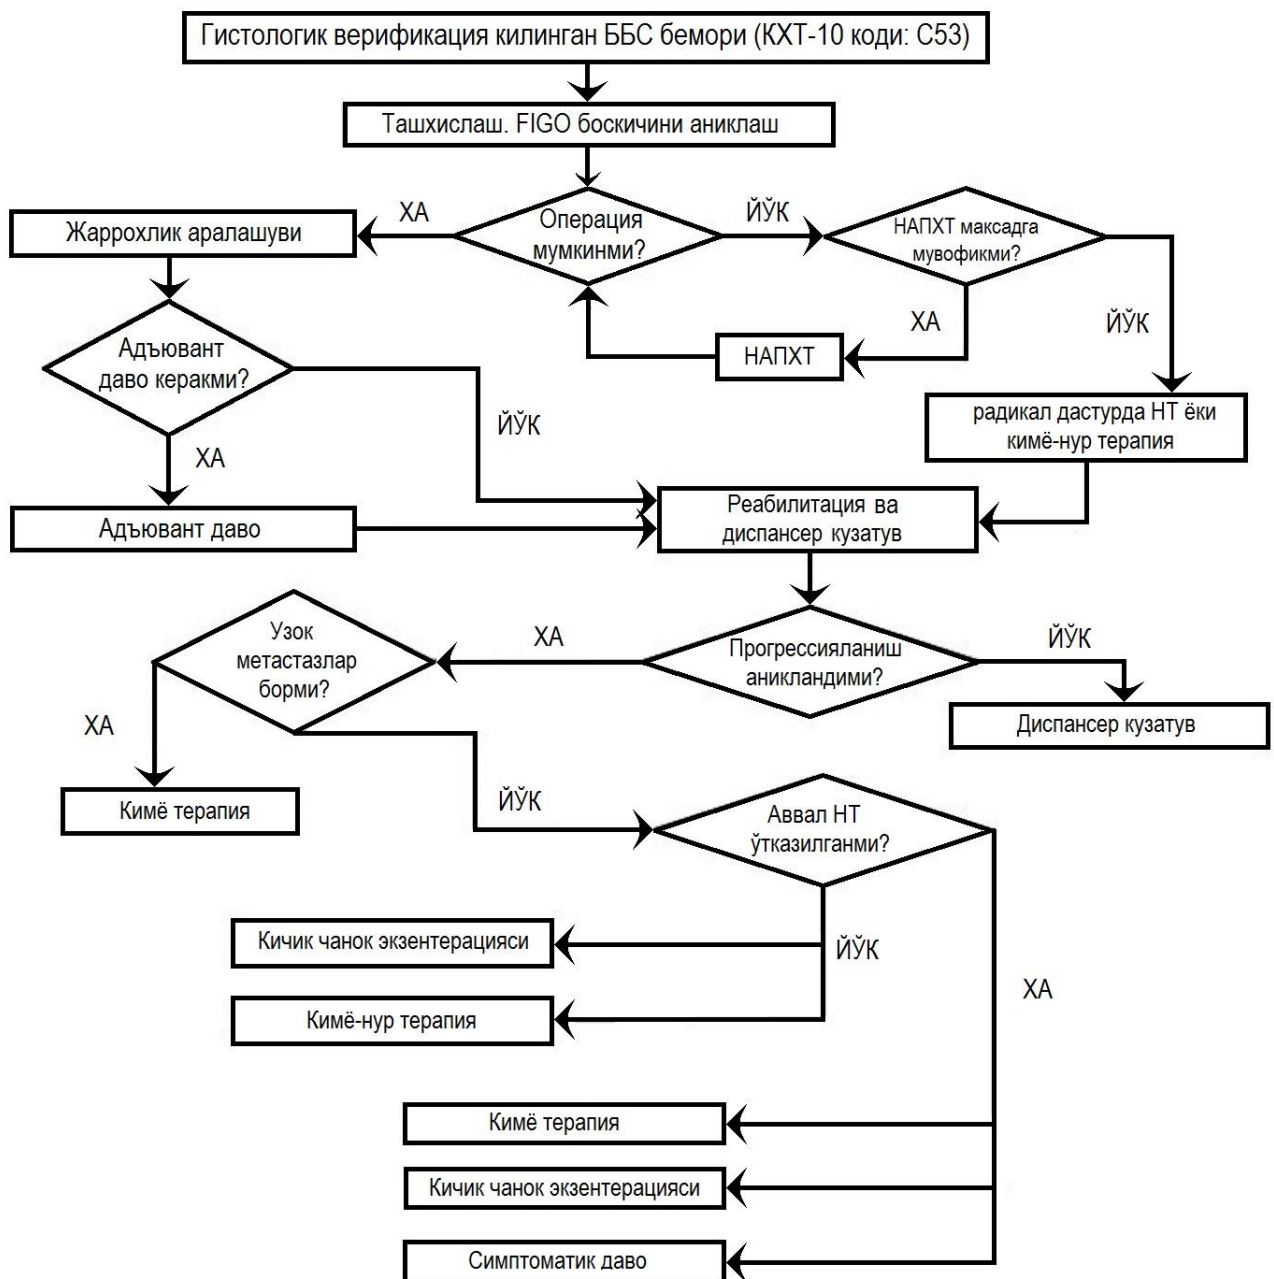 Гистологик верификация килинган ББС бемори (КХТ-10 коди: С53)
Ташхислаш. FIGO боскичини аниклаш
Операция
мумкинми?
ХА
ЙЎК
Жаррохлик аралашуви
НАПХТ максадга
мувофикми?
ХА
ЙЎК
НАПХТ
Адъювант
даво керакми?
ЙЎК
ХА
радикал дастурда НТ ёки
кимё-нур терапия
Адъювант даво
Реабилитация ва
диспансер кузатув
Прогрессияланиш
аникландими?
ХА
ЙЎК
Узок
метастазлар
борми?
Диспансер кузатув
ХА
ЙЎК
Кимё терапия
Аввал НТ
ўтказилганми?
ЙЎК
ХА
Кичик чанок экзентерацияси
Кимё-нур терапия
Кимё терапия
Кичик чанок экзентерацияси
Симптоматик даво